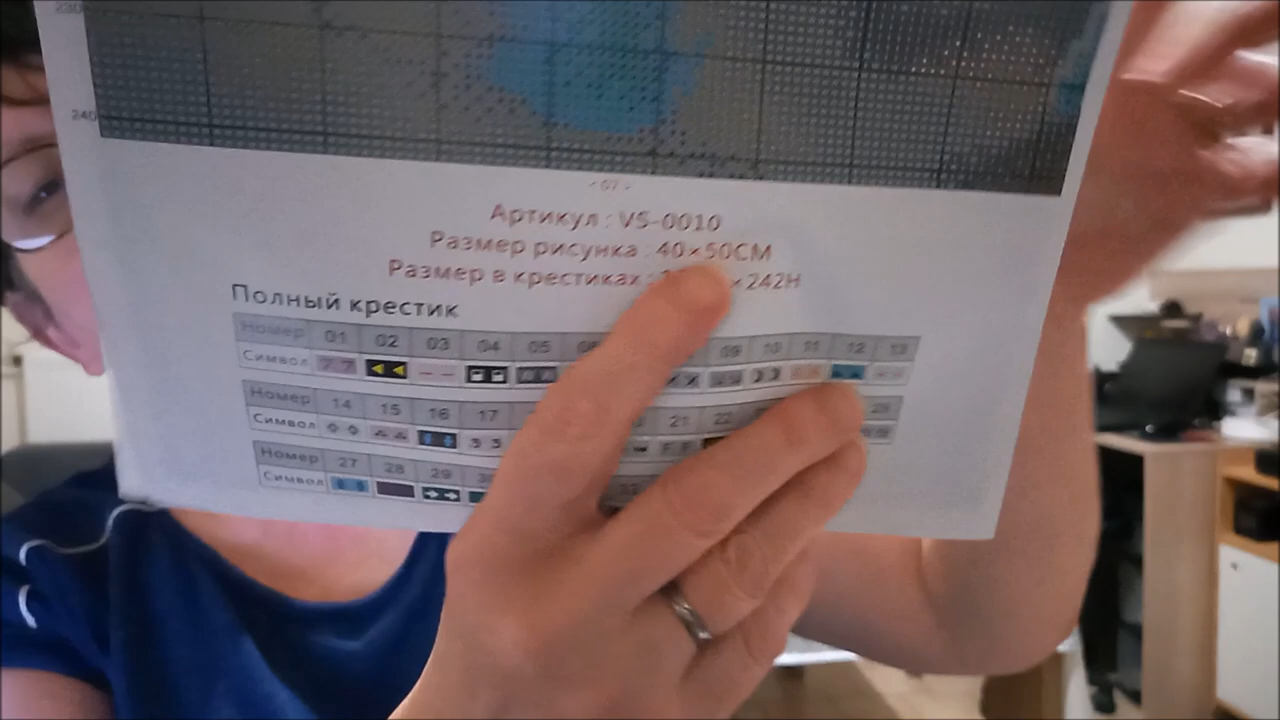 230
240
- 67 -
Артикул : VS-0010
Размер рисунка : 40×50CM
Размер в крестиках : × 242H
Полный крестик
Номер 01 02 03 04 05 09 10 11 12 13
Символ
Номер 14 15 16 17 21 22
Символ
Номер 27 28 29
Символ